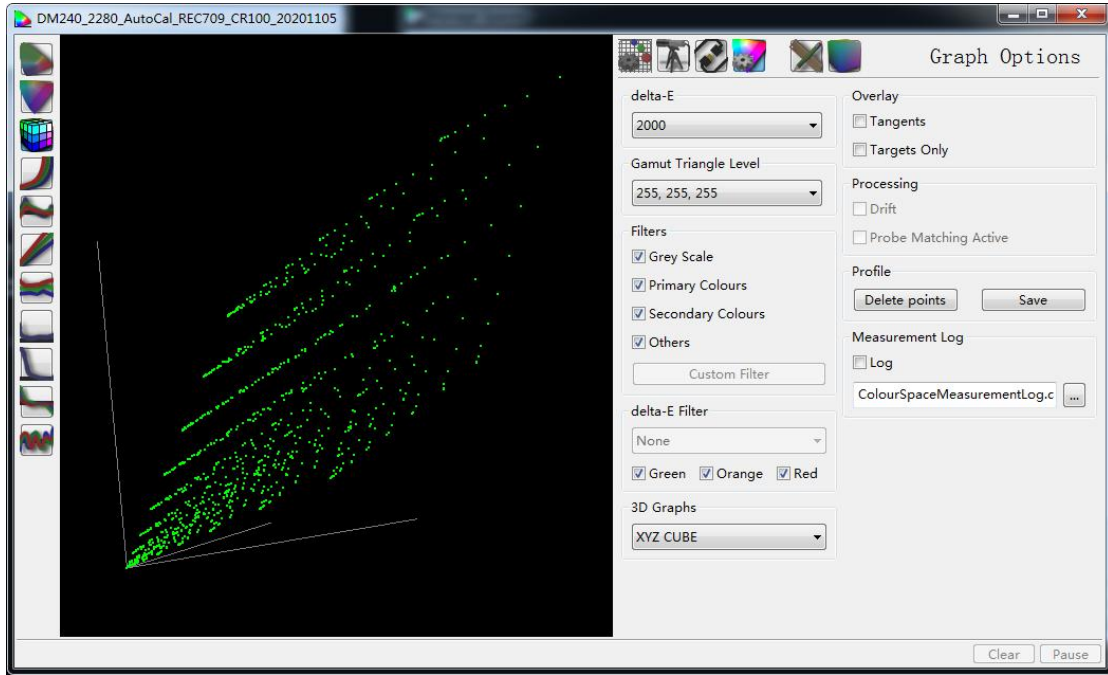 DM240_2280_AutoCal_REC709_CR100_20201105
Graph Options
delta-E
2000
Gamut Triangle Level
255, 255, 255
Filters
Grey Scale
Primary Colours
Secondary Colours
Others
Custom Filter
delta-E Filter
None
Green Orange Red
3D Graphs
XYZ CUBE
Overlay
Tangents
Targets Only
Processing
Drift
Probe Matching Active
Profile
Delete points Save
Measurement Log
Log
ColourSpaceMeasurementLog.c ...
Clear Pause